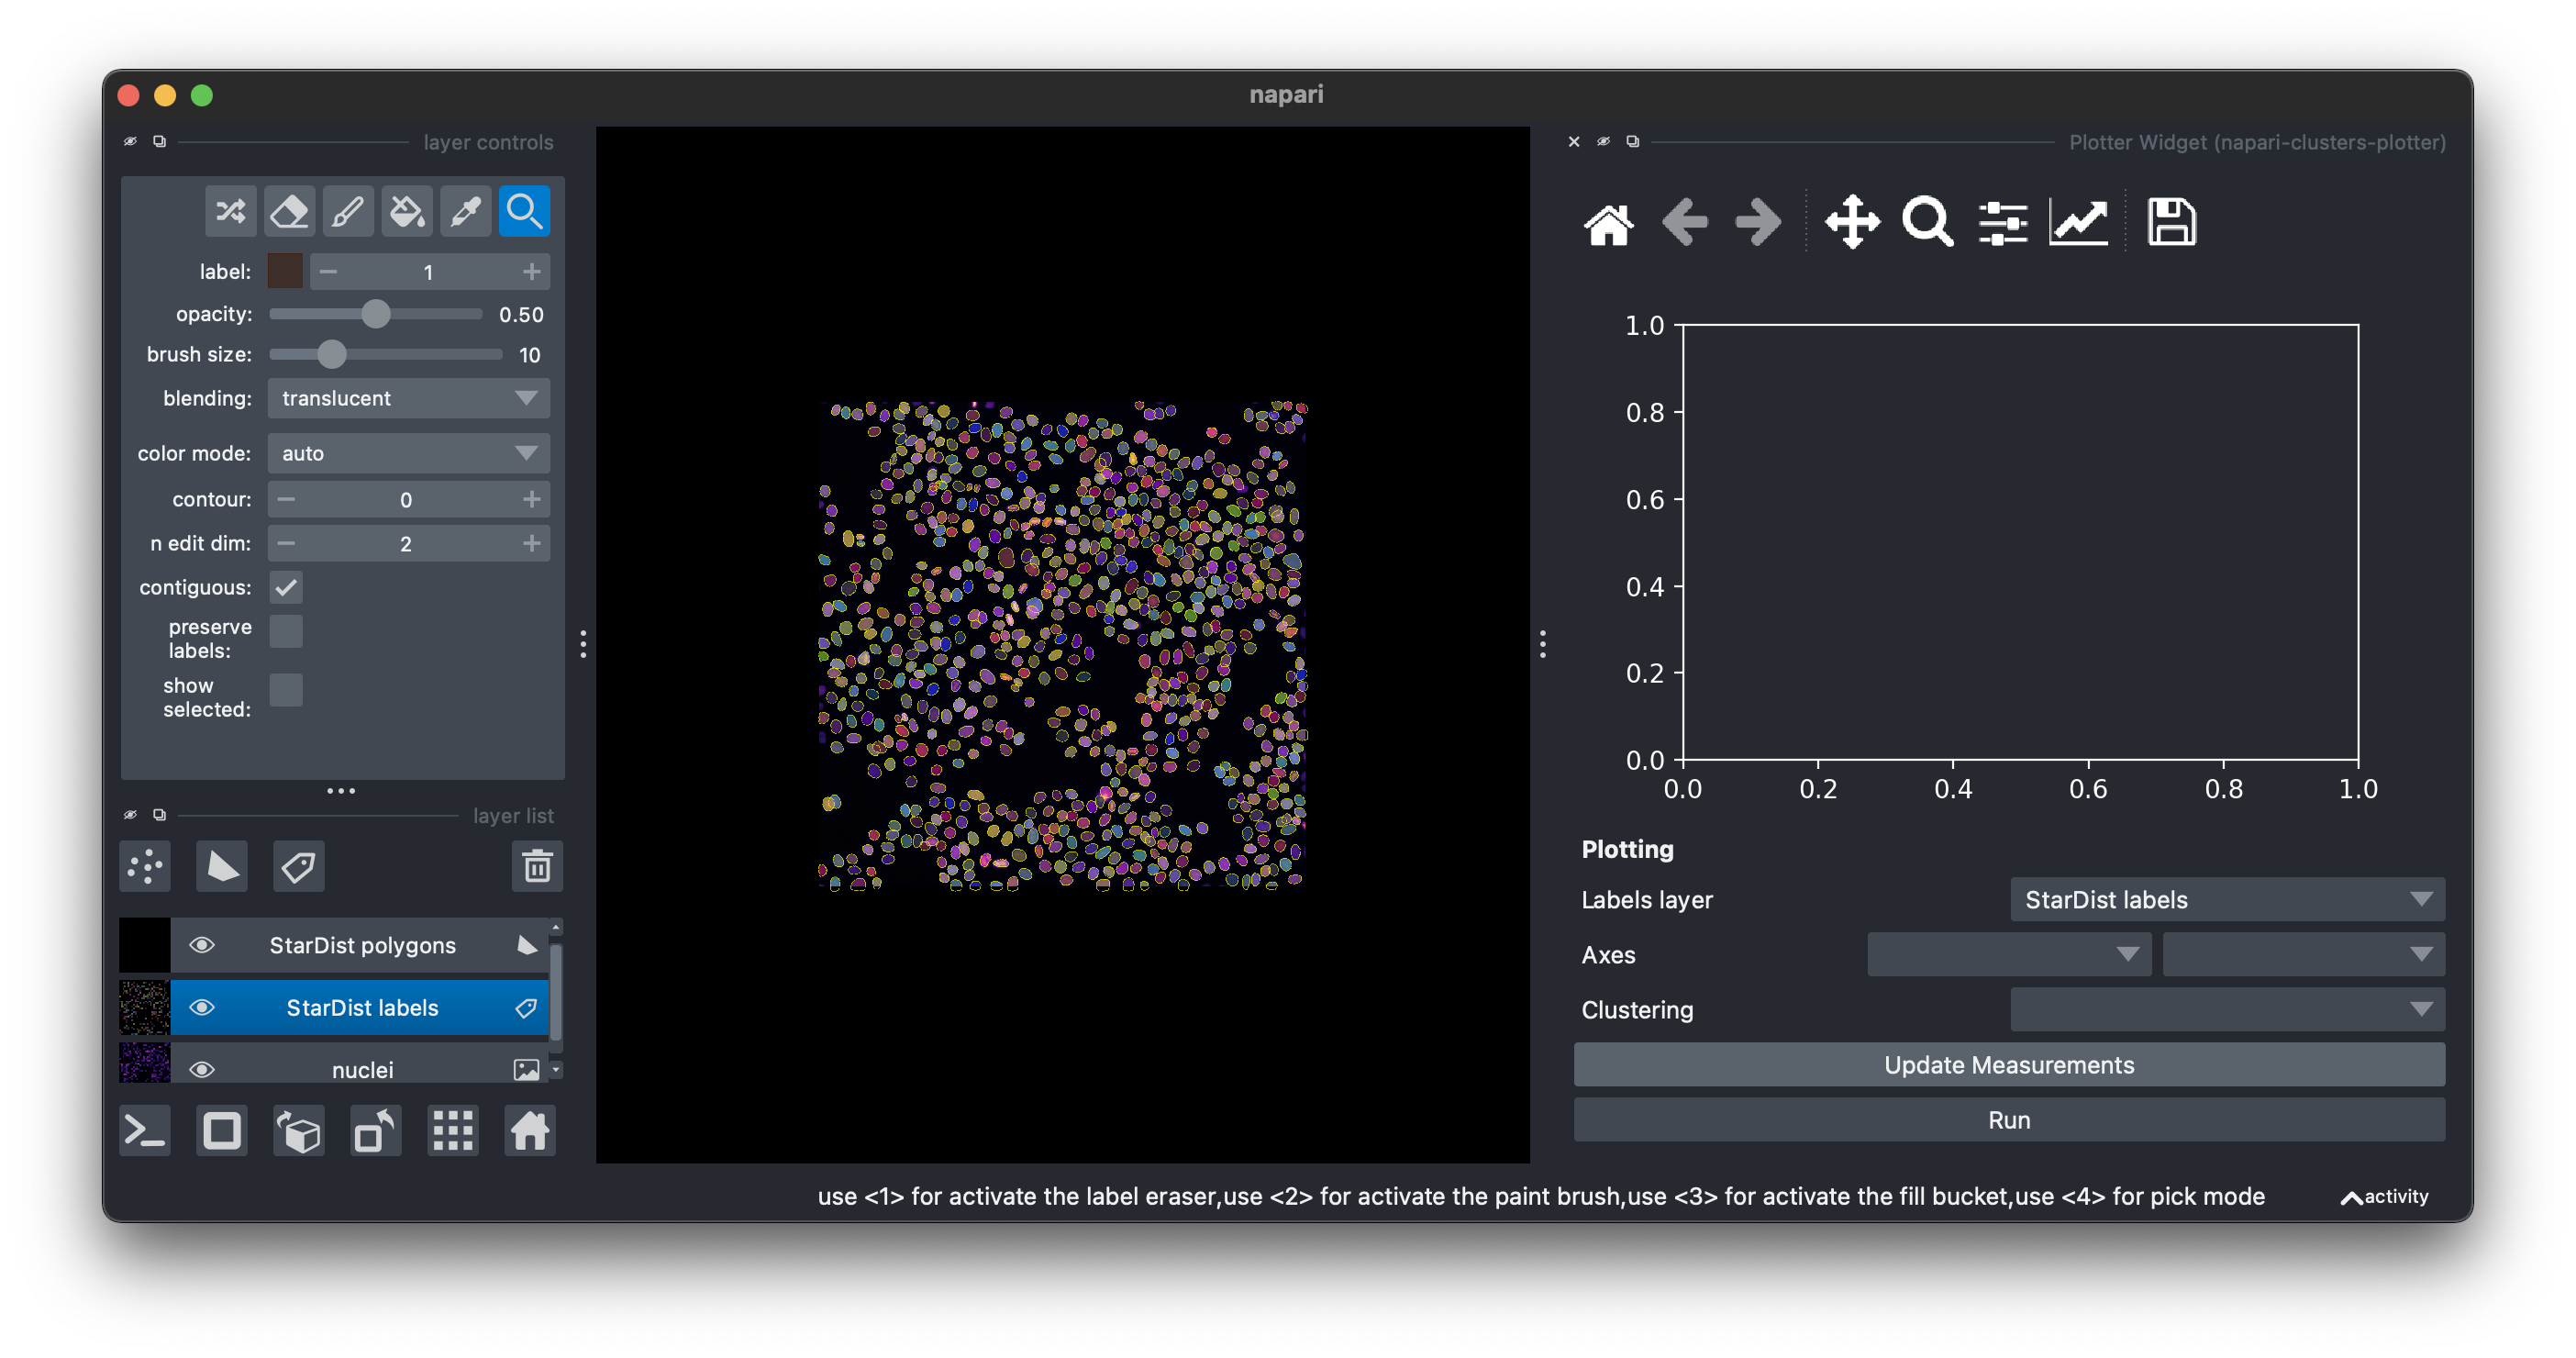 napari
layer controls
label: 1
opacity: 0.50
brush size: 10
blending: translucent
color mode: auto
contour: 0
n edit dim: 2
contiguous:
preserve
labels:
show
selected:
layer list
StarDist polygons
StarDist labels
nuclei
Plotter Widget (napari-clusters-plotter)
1.0
0.8
0.6
0.4
0.2
0.0
0.0 0.2 0.4 0.6 0.8 1.0
Plotting
Labels layer StarDist labels
Axes
Clustering
Update Measurements
Run
use <1> for activate the label eraser,use <2> for activate the paint brush,use <3> for activate the fill bucket,use <4> for pick mode
activity